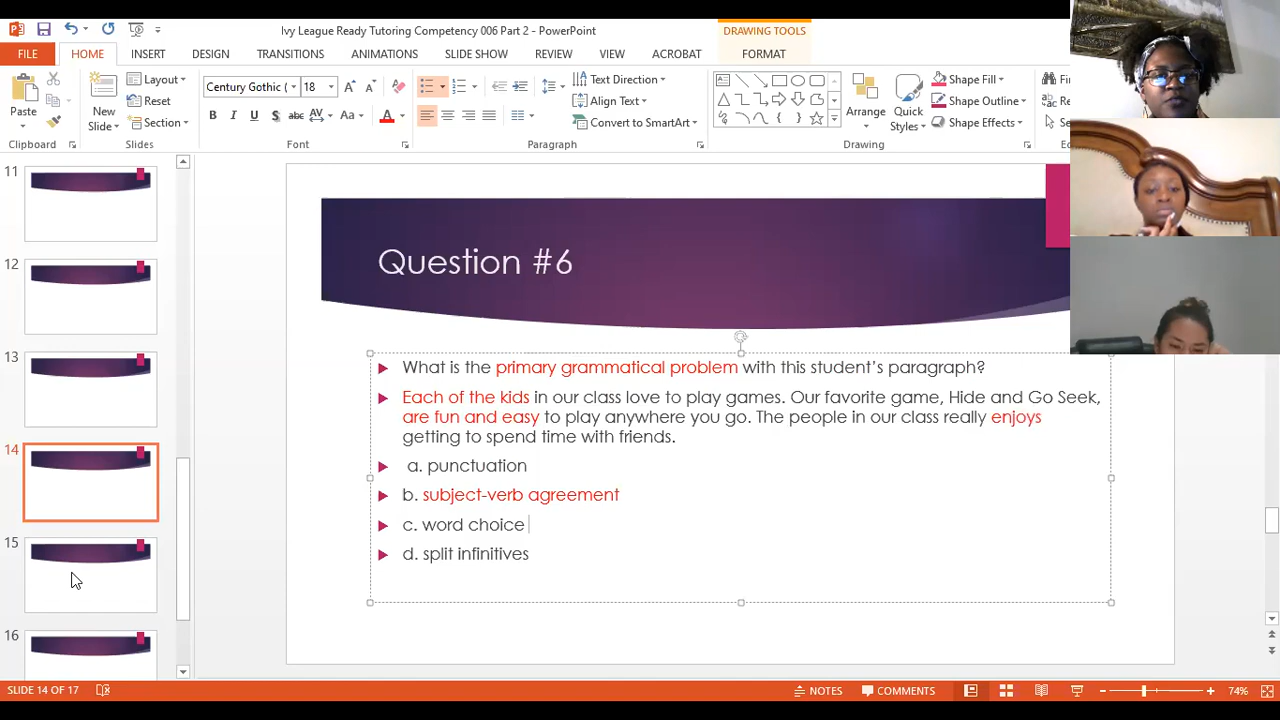 Ivy League Ready Tutoring Competency 006 Part 2 - PowerPoint
DRAWING TOOLS
FILE HOME INSERT DESIGN TRANSITIONS ANIMATIONS SLIDE SHOW REVIEW VIEW ACROBAT FORMAT
Paste
Clipboard
New Slide
Layout
Reset
Section
Slides
Century Gothic ( 18
B I U S abc AV Aa A
Font
Text Direction
Align Text
Convert to SmartArt
Paragraph
Arrange
Quick Styles
Shape Fill
Shape Outline
Shape Effects
Drawing
Fin
Re
Se
11
12
13
14
15
16
Question #6
What is the primary grammatical problem with this student's paragraph?
Each of the kids in our class love to play games. Our favorite game, Hide and Go Seek,
are fun and easy to play anywhere you go. The people in our class really enjoys
getting to spend time with friends.
a. punctuation
b. subject-verb agreement
c. word choice
d. split infinitives
SLIDE 14 OF 17
NOTES COMMENTS 74%